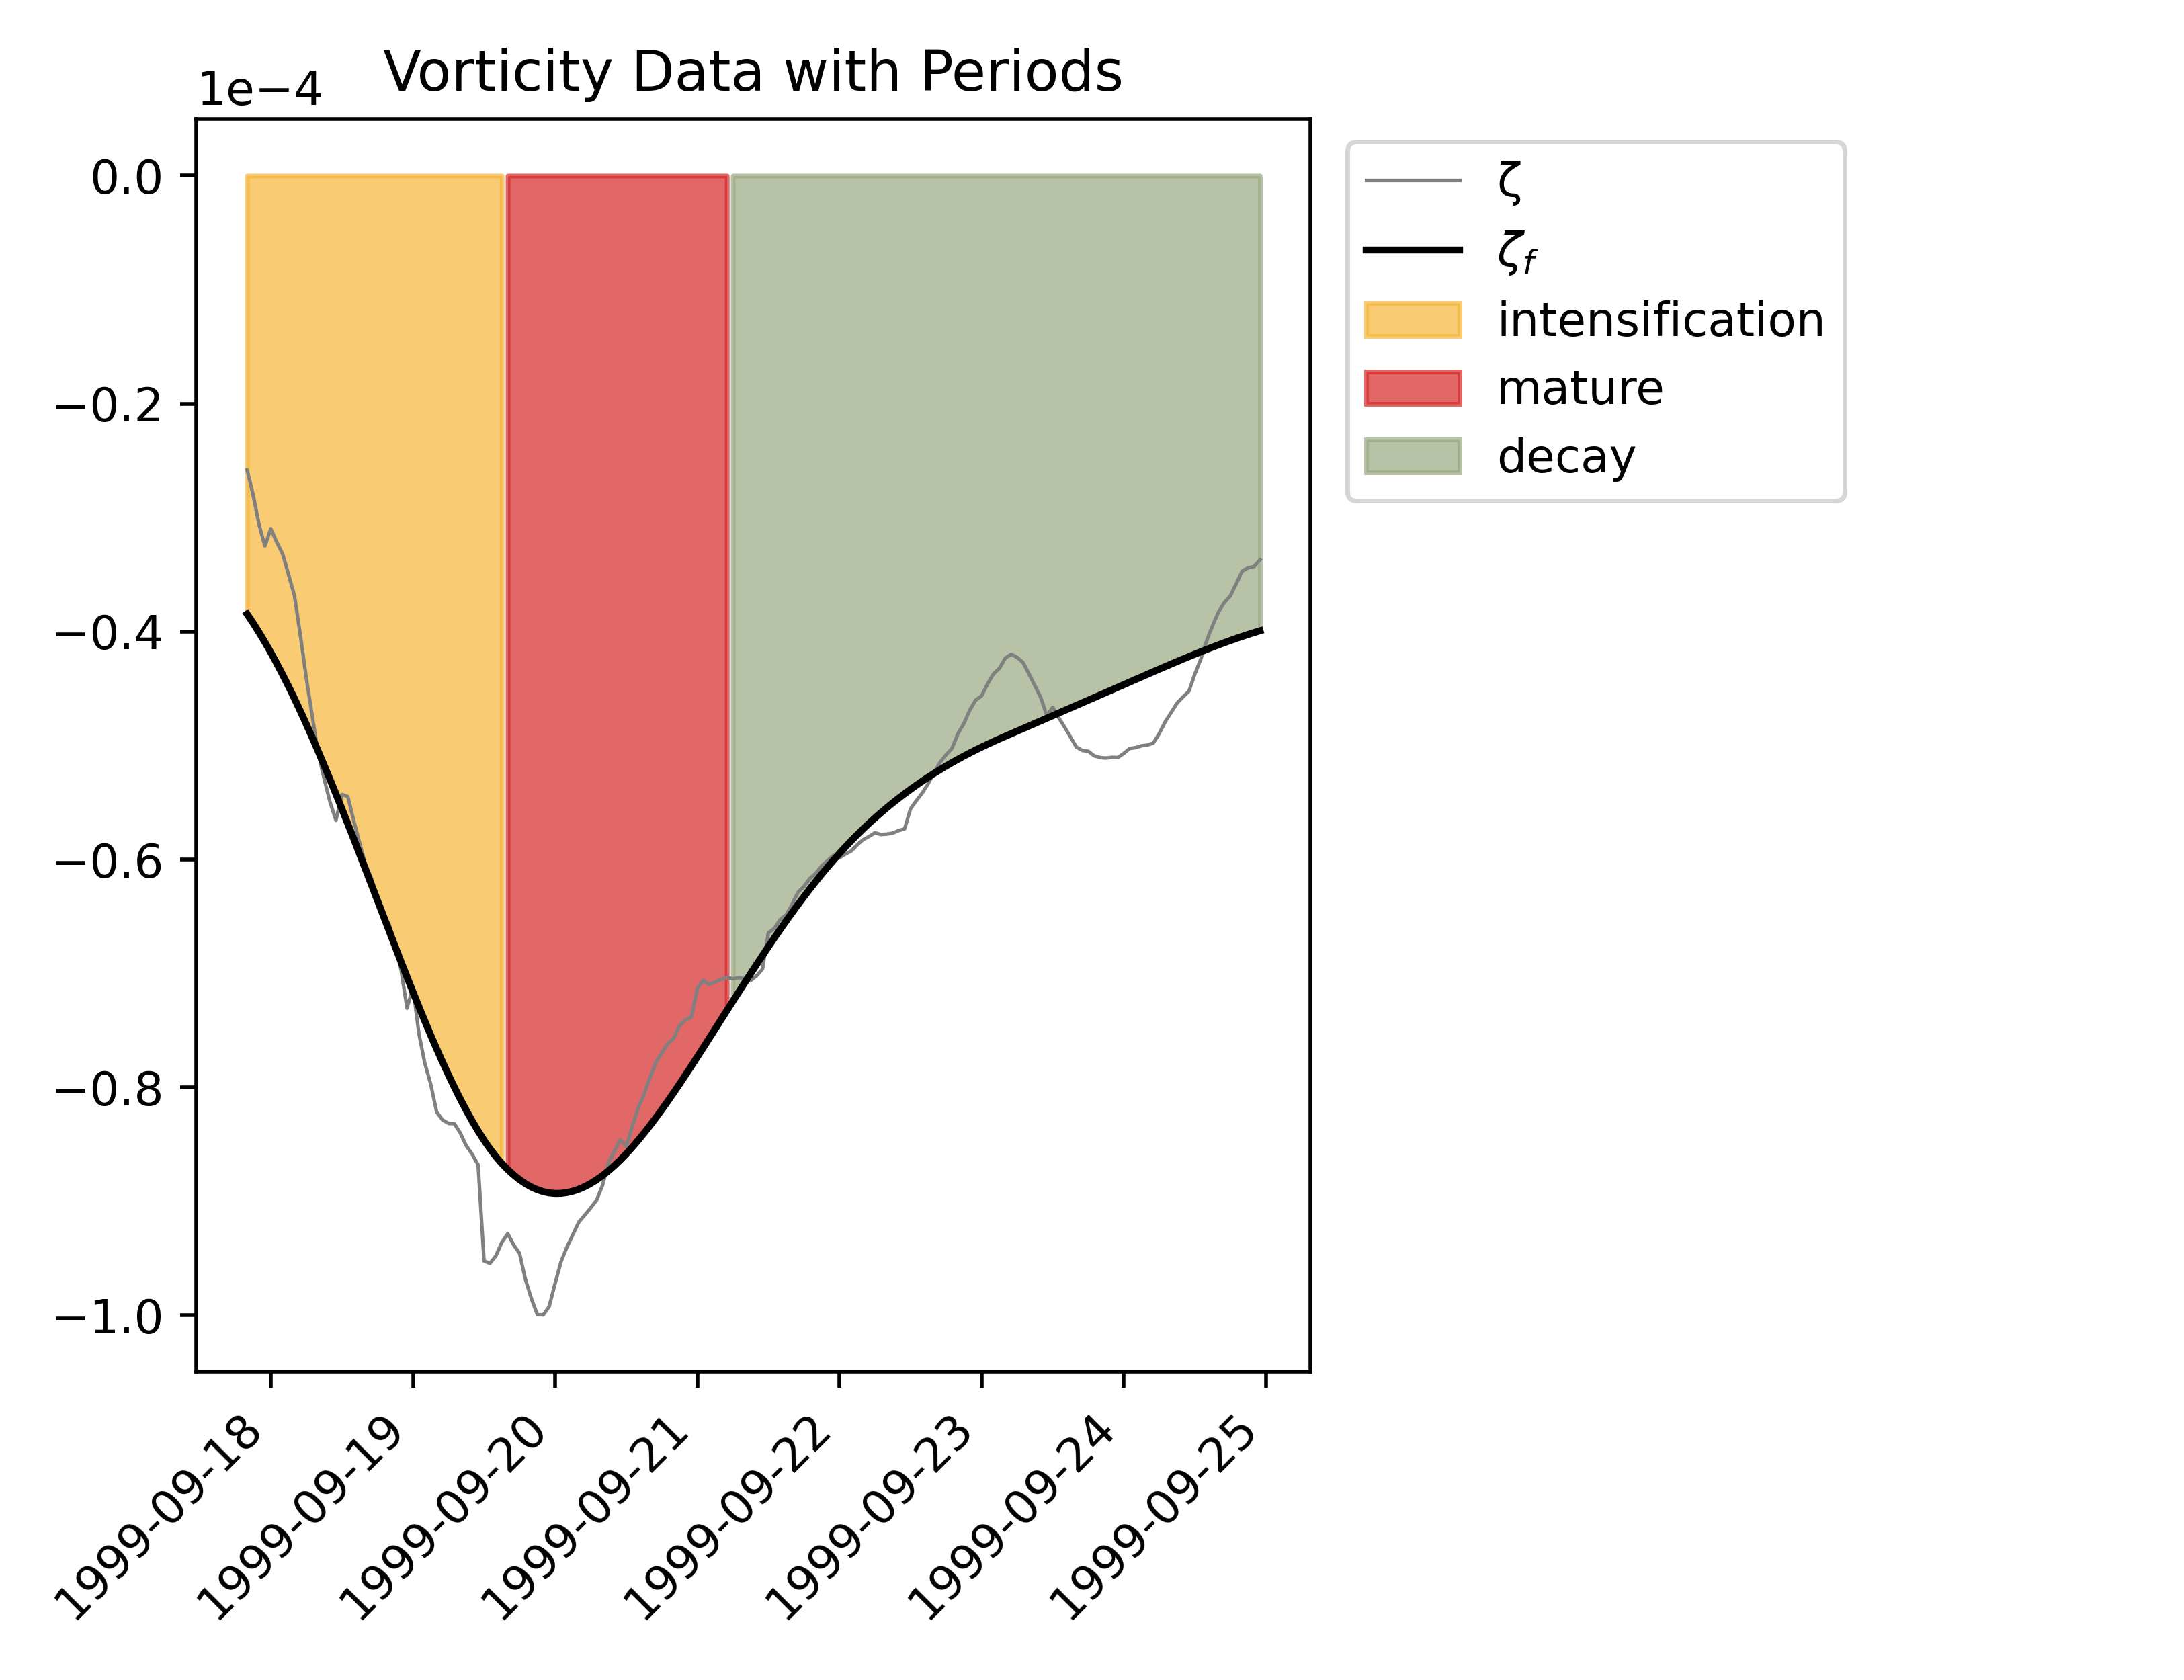 Vorticity Data with Periods
1e−4
0.0
−0.2
−0.4
−0.6
−0.8
−1.0
1999-09-18
1999-09-19
1999-09-20
1999-09-21
1999-09-22
1999-09-23
1999-09-24
1999-09-25
ζ
ζf
intensification
mature
decay